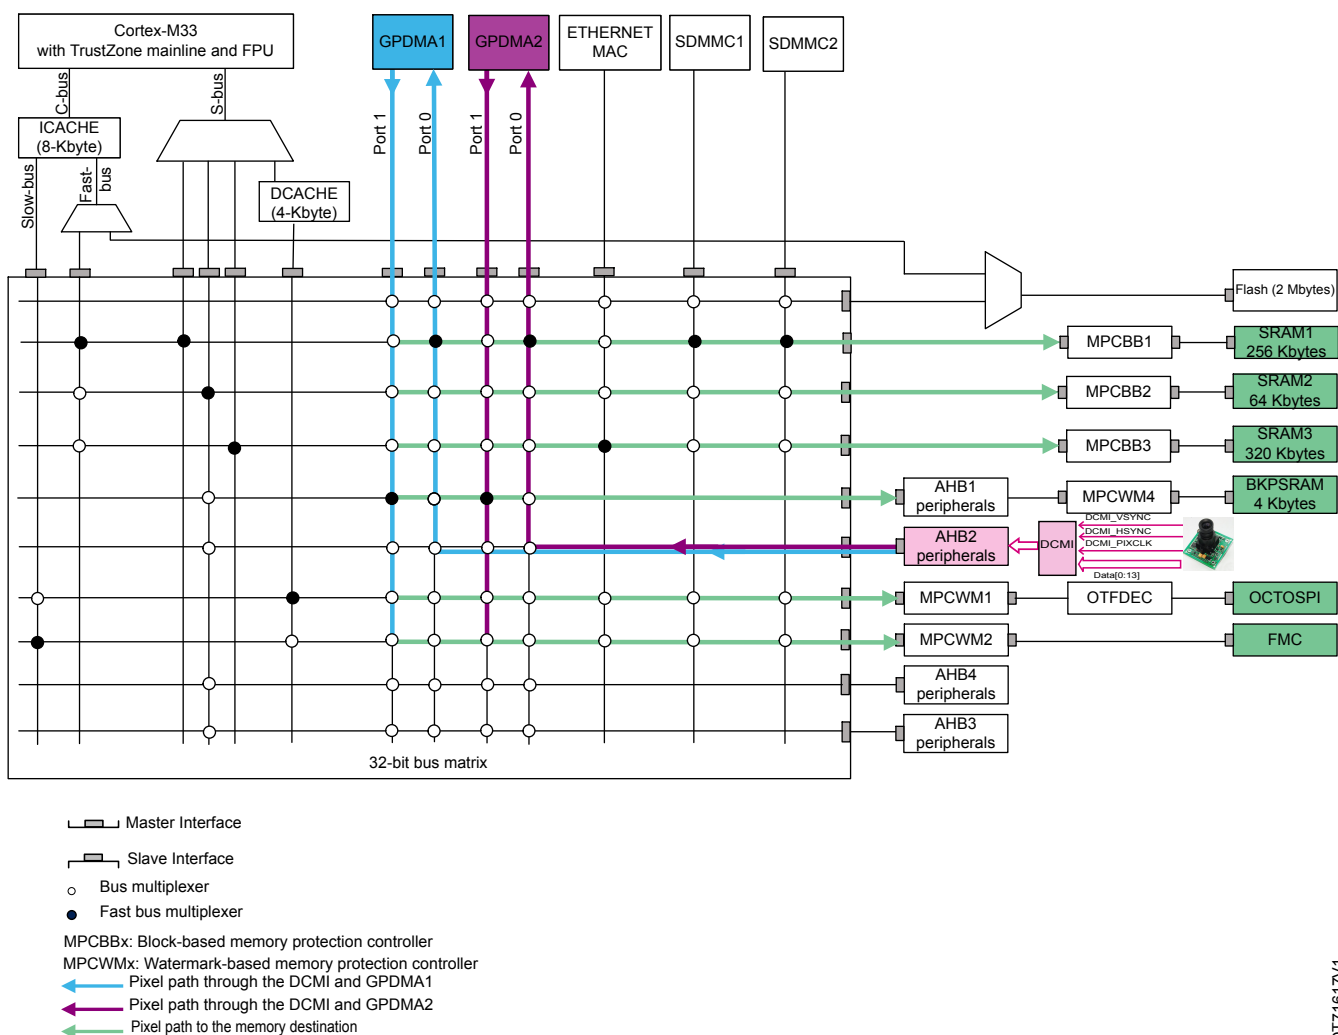 Cortex-M33
with TrustZone mainline and FPU
GPDMA1
GPDMA2
ETHERNET
MAC
SDMMC1
SDMMC2
C-bus
S-bus
ICACHE
(8-Kbyte)
Port 1
Port 0
Port 1
Port 0
Slow-bus
Fast-
bus
DCACHE
(4-Kbyte)
Flash (2 Mbytes)
MPCBB1
SRAM1
256 Kbytes
MPCBB2
SRAM2
64 Kbytes
MPCBB3
SRAM3
320 Kbytes
AHB1
peripherals
MPCWM4
BKPSRAM
4 Kbytes
AHB2
peripherals
DCMI
DCMI_VSYNC
DCMI_HSYNC
DCMI_PIXCLK
Data[0:13]
MPCWM1
OTFDEC
OCTOSPI
MPCWM2
FMC
AHB4
peripherals
AHB3
peripherals
32-bit bus matrix
Master Interface
Slave Interface
Bus multiplexer
Fast bus multiplexer
MPCBBx: Block-based memory protection controller
MPCWMx: Watermark-based memory protection controller
Pixel path through the DCMI and GPDMA1
Pixel path through the DCMI and GPDMA2
Pixel path to the memory destination